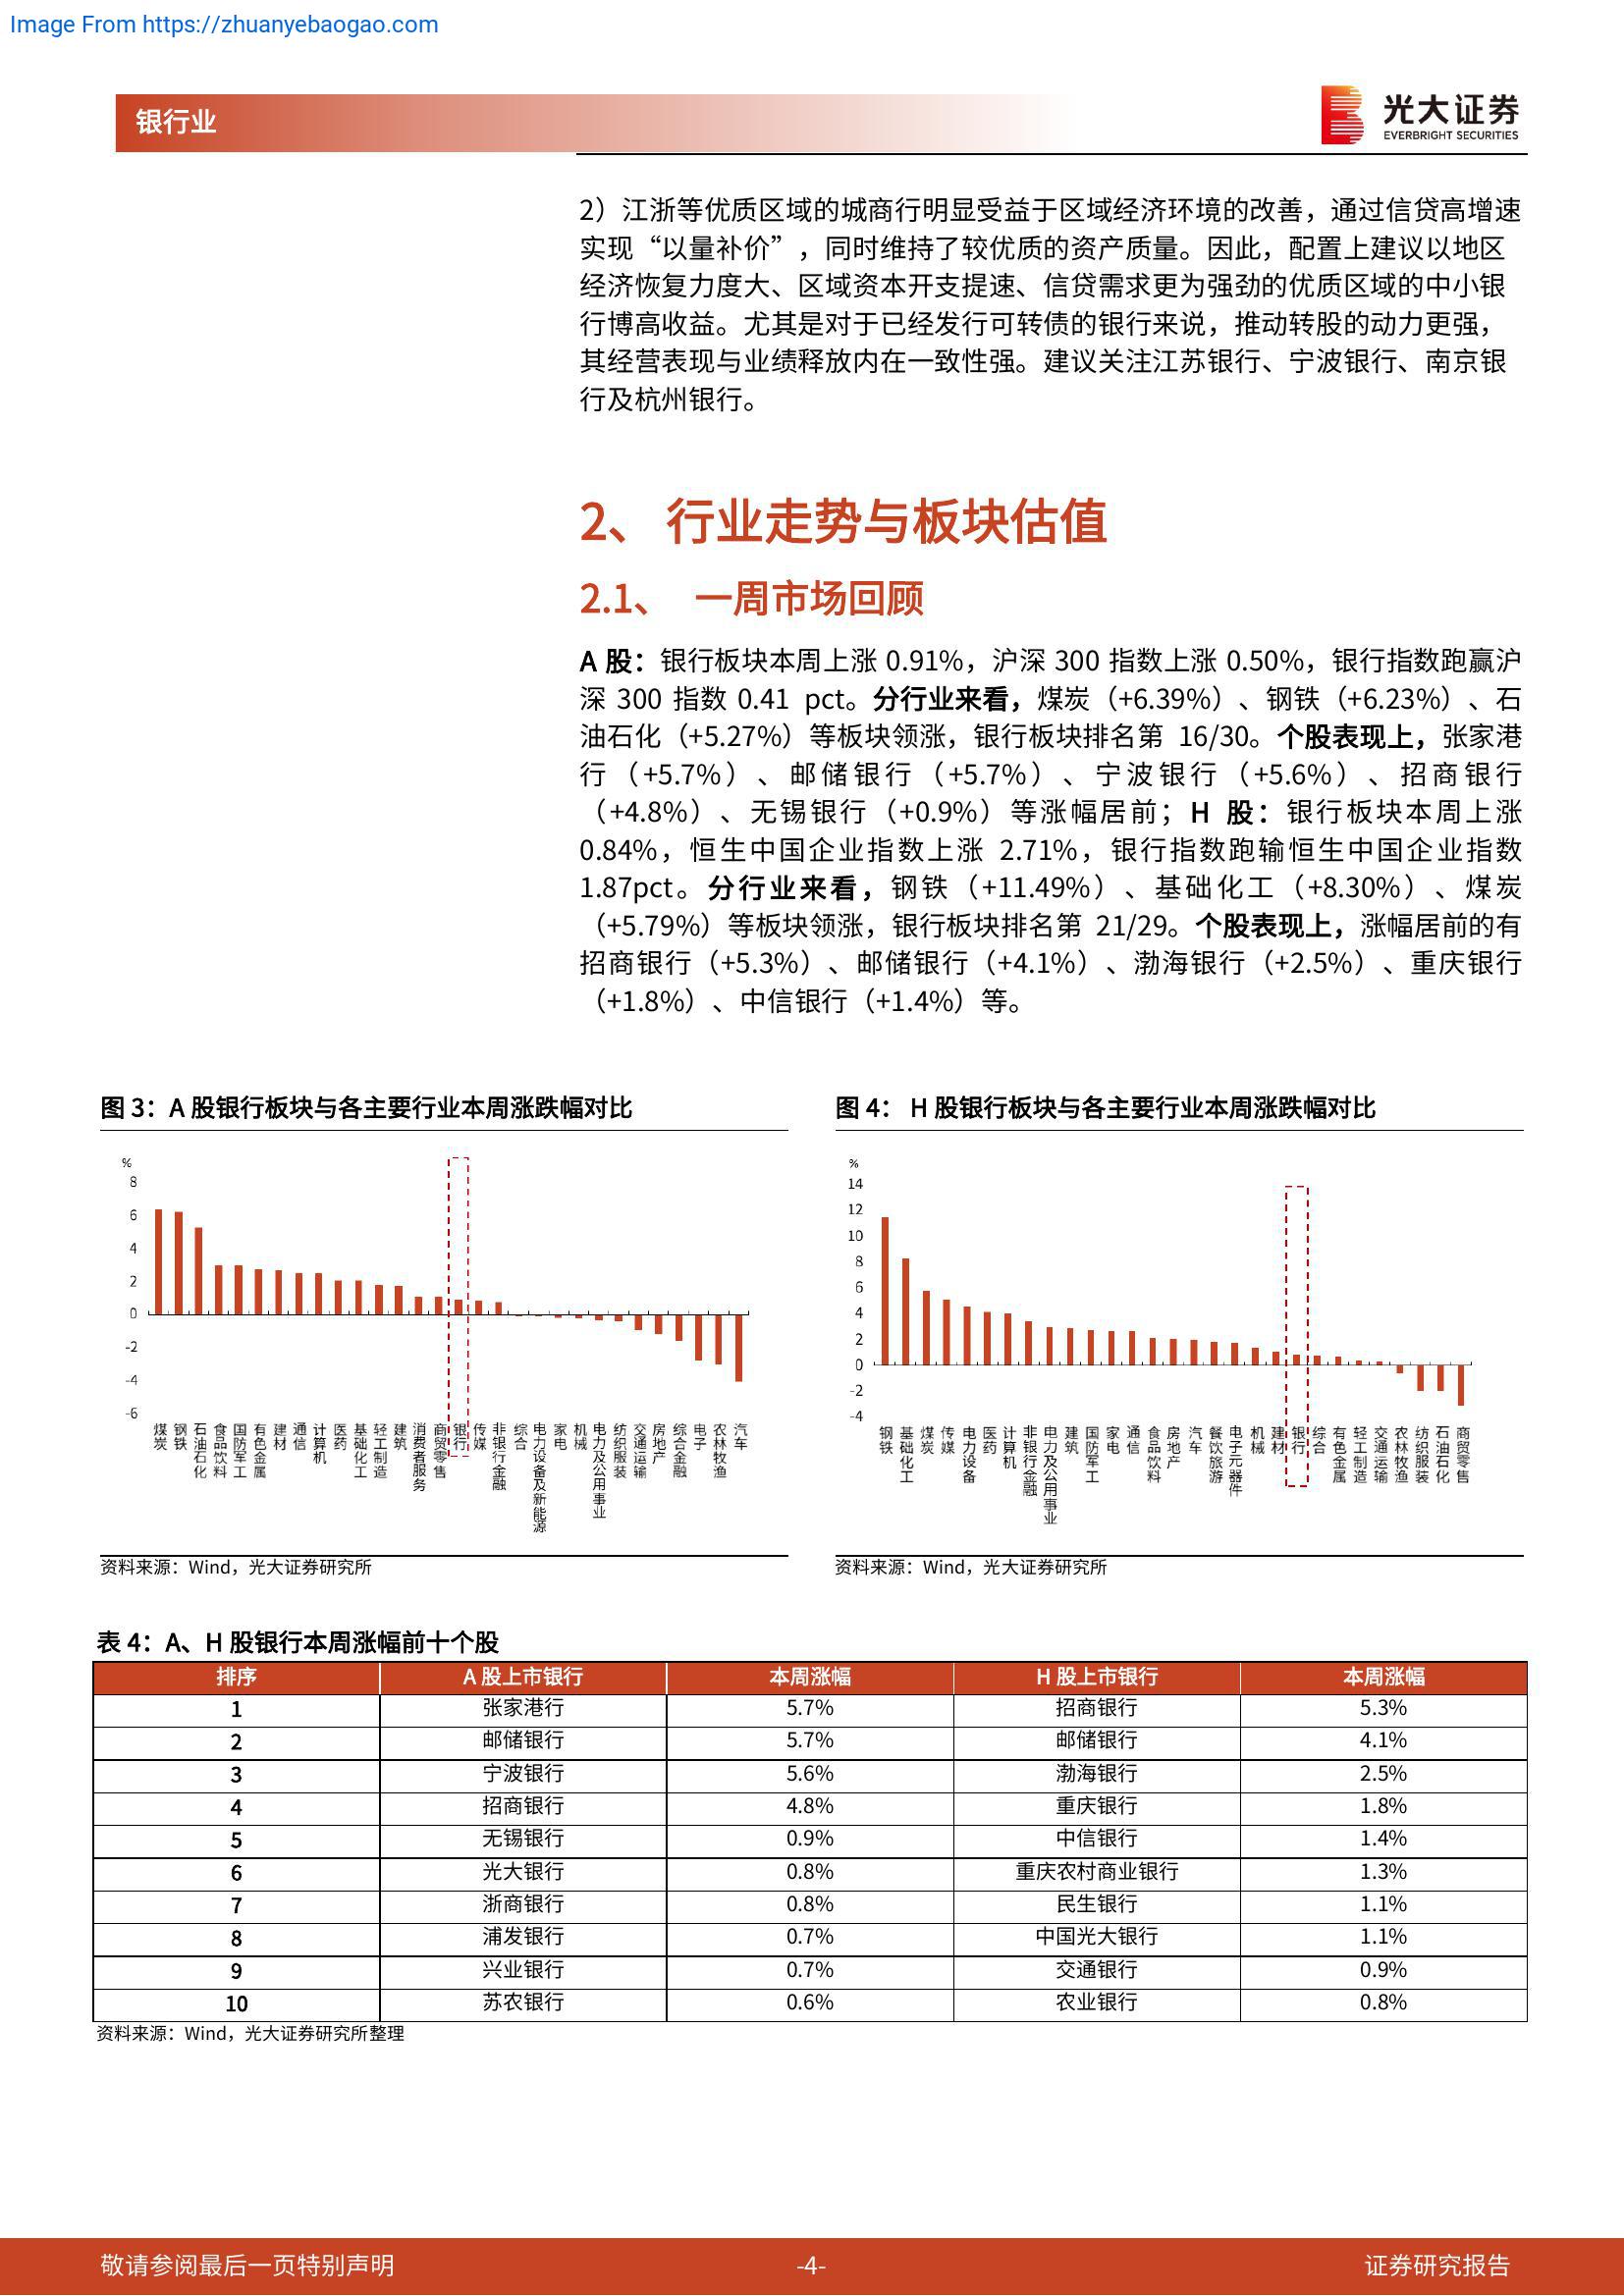 Image From https://zhuanyebaogao.com
银行业
光大证券
EVERBRIGHT SECURITIES
2）江浙等优质区域的城商行明显受益于区域经济环境的改善，通过信贷高增速
实现“以量补价”，同时维持了较优质的资产质量。因此，配置上建议以地区
经济恢复力度大、区域资本开支提速、信贷需求更为强劲的优质区域的中小银
行博高收益。尤其是对于已经发行可转债的银行来说，推动转股的动力更强，
其经营表现与业绩释放内在一致性强。建议关注江苏银行、宁波银行、南京银
行及杭州银行。
2、 行业走势与板块估值
2.1、 一周市场回顾
A 股：银行板块本周上涨 0.91%，沪深 300 指数上涨 0.50%，银行指数跑赢沪
深 300 指数 0.41 pct。分行业来看，煤炭（+6.39%）、钢铁（+6.23%）、石
油石化（+5.27%）等板块领涨，银行板块排名第 16/30。个股表现上，张家港
行（+5.7%）、邮储银行（+5.7%）、宁波银行（+5.6%）、招商银行
（+4.8%）、无锡银行（+0.9%）等涨幅居前；H 股：银行板块本周上涨
0.84%，恒生中国企业指数上涨 2.71%，银行指数跑输恒生中国企业指数
1.87pct。分行业来看，钢铁（+11.49%）、基础化工（+8.30%）、煤炭
（+5.79%）等板块领涨，银行板块排名第 21/29。个股表现上，涨幅居前的有
招商银行（+5.3%）、邮储银行（+4.1%）、渤海银行（+2.5%）、重庆银行
（+1.8%）、中信银行（+1.4%）等。
图 3：A 股银行板块与各主要行业本周涨跌幅对比
%
8
6
4
2
0
-2
-4
-6
煤炭
钢铁
石油石化
食品饮料
国防军工
有色金属
建材
通信
计算机
医药
基础化工
轻工制造
建筑
消费者服务
商贸零售
银行
传媒
非银行金融
综合
电力设备及新能源
家电
机械
电力及公用事业
纺织服装
交通运输
房地产
综合金融
电子
农林牧渔
汽车
资料来源：Wind，光大证券研究所
图 4： H 股银行板块与各主要行业本周涨跌幅对比
%
14
12
10
8
6
4
2
0
-2
-4
钢铁
基础化工
煤炭
传媒
电力设备
医药
计算机
非银行金融
电力及公用事业
建筑
国防军工
家电
通信
食品饮料
房地产
汽车
餐饮旅游
电子元器件
机械
建材
银行
综合
有色金属
轻工制造
交通运输
农林牧渔
纺织服装
石油石化
商贸零售
资料来源：Wind，光大证券研究所
表 4：A、H 股银行本周涨幅前十个股
排序 A 股上市银行 本周涨幅 H 股上市银行 本周涨幅
1 张家港行 5.7% 招商银行 5.3%
2 邮储银行 5.7% 邮储银行 4.1%
3 宁波银行 5.6% 渤海银行 2.5%
4 招商银行 4.8% 重庆银行 1.8%
5 无锡银行 0.9% 中信银行 1.4%
6 光大银行 0.8% 重庆农村商业银行 1.3%
7 浙商银行 0.8% 民生银行 1.1%
8 浦发银行 0.7% 中国光大银行 1.1%
9 兴业银行 0.7% 交通银行 0.9%
10 苏农银行 0.6% 农业银行 0.8%
资料来源：Wind，光大证券研究所整理
敬请参阅最后一页特别声明 -4- 证券研究报告